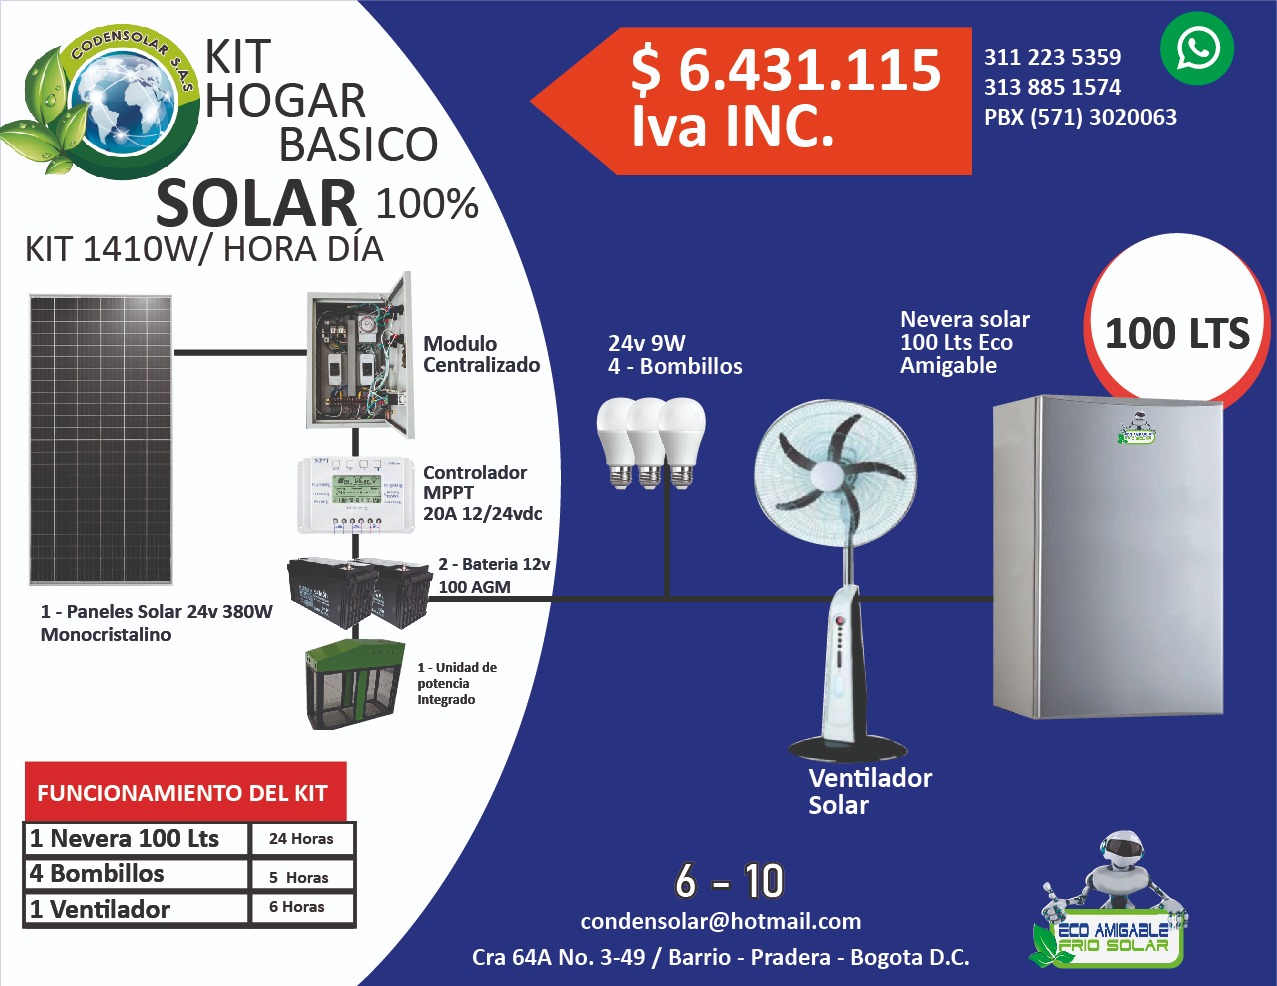 CODENSOLAR S.A.S
KIT
HOGAR
BASICO
SOLAR 100%
KIT 1410W/ HORA DÍA
$ 6.431.115
Iva INC.
311 223 5359
313 885 1574
PBX (571) 3020063
Modulo
Centralizado
Controlador
MPPT
20A 12/24vdc
2 - Bateria 12v
100 AGM
1 - Paneles Solar 24v 380W
Monocristalino
1 - Unidad de
potencia
Integrado
24v 9W
4 - Bombillos
Nevera solar
100 Lts Eco
Amigable
100 LTS
ECO AMIGABLE
FRIO SOLAR
Ventilador
Solar
FUNCIONAMIENTO DEL KIT
1 Nevera 100 Lts 24 Horas
4 Bombillos 5 Horas
1 Ventilador 6 Horas
6 - 10
condensolar@hotmail.com
Cra 64A No. 3-49 / Barrio - Pradera - Bogota D.C.
ECO AMIGABLE
FRIO SOLAR